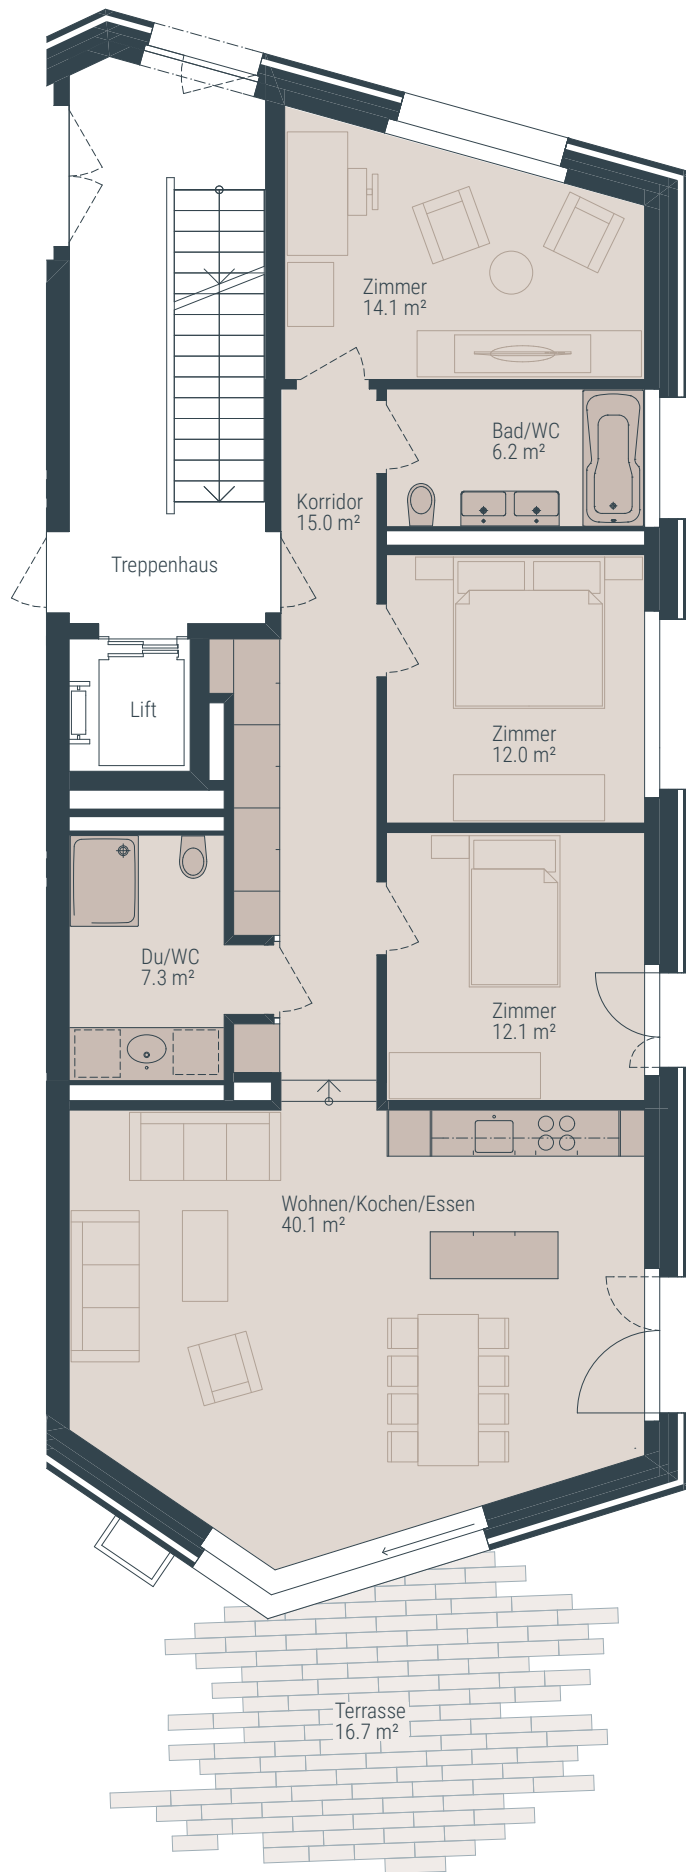 Zimmer
14.1 m²
Bad/WC
6.2 m²
Korridor
15.0 m²
Treppenhaus
Lift
Zimmer
12.0 m²
Du/WC
7.3 m²
Zimmer
12.1 m²
Wohnen/Kochen/Essen
40.1 m²
Terrasse
16.7 m²